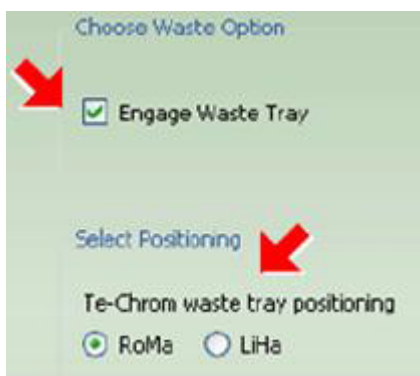 Choose Waste Option
Engage Waste Tray
Select Positioning
Te-Chrom waste tray positioning
RoMa LiHa